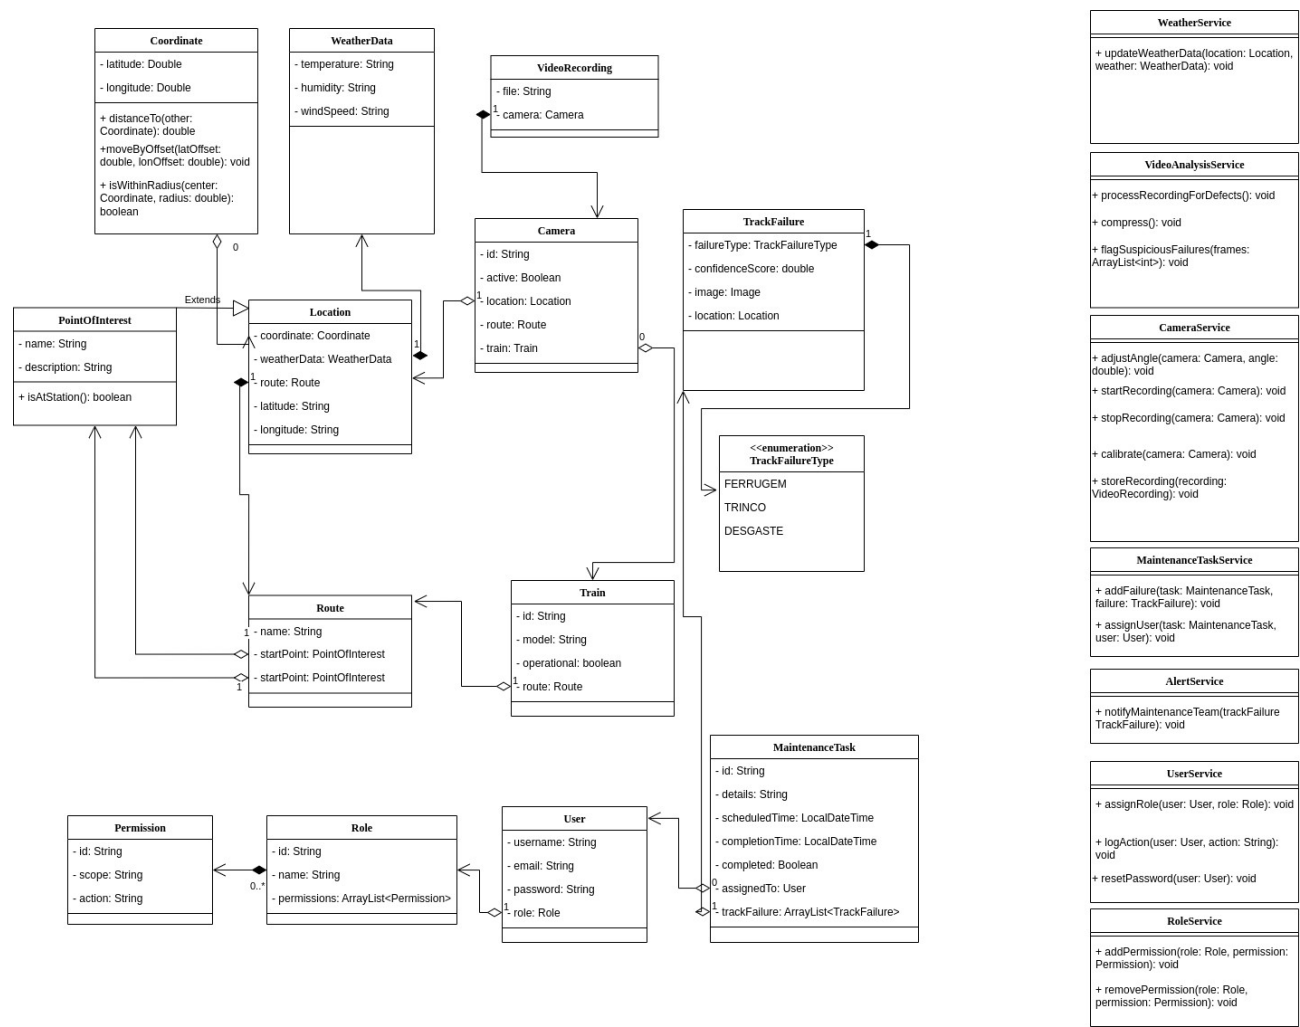 Coordinate
- latitude: Double
- longitude: Double
+ distanceTo(other:
Coordinate): double
+moveByOffset(latOffset:
double, lonOffset: double): void
+ isWithinRadius(center:
Coordinate, radius: double):
boolean
0
WeatherData
- temperature: String
- humidity: String
- windSpeed: String
VideoRecording
- file: String
- camera: Camera
1
Camera
- id: String
- active: Boolean
- location: Location
- route: Route
- train: Train
1
0
TrackFailure
- failureType: TrackFailureType
- confidenceScore: double
- image: Image
- location: Location
1
Extends
PointOfInterest
- name: String
- description: String
+ isAtStation(): boolean
Location
- coordinate: Coordinate
- weatherData: WeatherData
- route: Route
- latitude: String
- longitude: String
1
1
<<enumeration>>
TrackFailureType
FERRUGEM
TRINCO
DESGASTE
Route
- name: String
- startPoint: PointOfInterest
- startPoint: PointOfInterest
1
1
Train
- id: String
- model: String
- operational: boolean
- route: Route
1
MaintenanceTask
- id: String
- details: String
- scheduledTime: LocalDateTime
- completionTime: LocalDateTime
- completed: Boolean
- assignedTo: User
- trackFailure: ArrayList<TrackFailure>
0
1
Permission
- id: String
- scope: String
- action: String
Role
- id: String
- name: String
- permissions: ArrayList<Permission>
0..*
User
- username: String
- email: String
- password: String
- role: Role
1
WeatherService
+ updateWeatherData(location: Location,
weather: WeatherData): void
VideoAnalysisService
+ processRecordingForDefects(): void
+ compress(): void
+ flagSuspiciousFailures(frames:
ArrayList<int>): void
CameraService
+ adjustAngle(camera: Camera, angle:
double): void
+ startRecording(camera: Camera): void
+ stopRecording(camera: Camera): void
+ calibrate(camera: Camera): void
+ storeRecording(recording:
VideoRecording): void
MaintenanceTaskService
+ addFailure(task: MaintenanceTask,
failure: TrackFailure): void
+ assignUser(task: MaintenanceTask,
user: User): void
AlertService
+ notifyMaintenanceTeam(trackFailure
TrackFailure): void
UserService
+ assignRole(user: User, role: Role): void
+ logAction(user: User, action: String):
void
+ resetPassword(user: User): void
RoleService
+ addPermission(role: Role, permission:
Permission): void
+ removePermission(role: Role,
permission: Permission): void